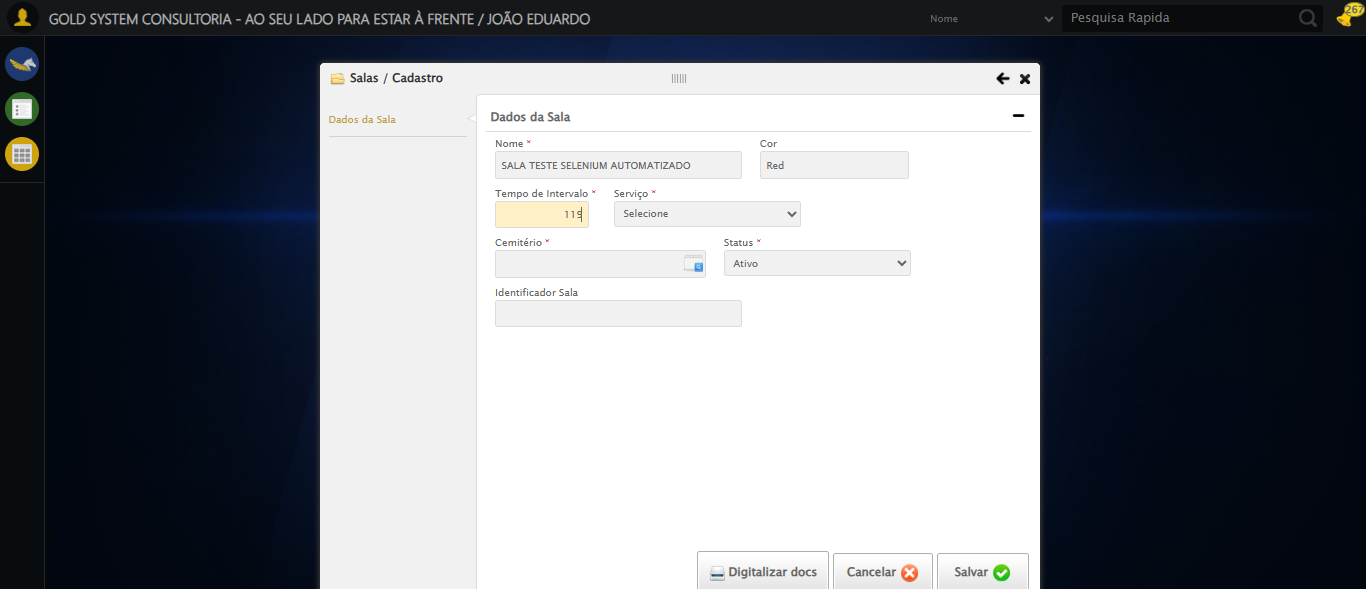 GOLD SYSTEM CONSULTORIA - AO SEU LADO PARA ESTAR À FRENTE / JOÃO EDUARDO
Nome
Pesquisa Rapida
267
Salas / Cadastro
Dados da Sala
Dados da Sala
Nome *
Cor
SALA TESTE SELENIUM AUTOMATIZADO
Red
Tempo de Intervalo *
Serviço *
119
Selecione
Cemitério *
Status *
Ativo
Identificador Sala
Digitalizar docs
Cancelar
Salvar